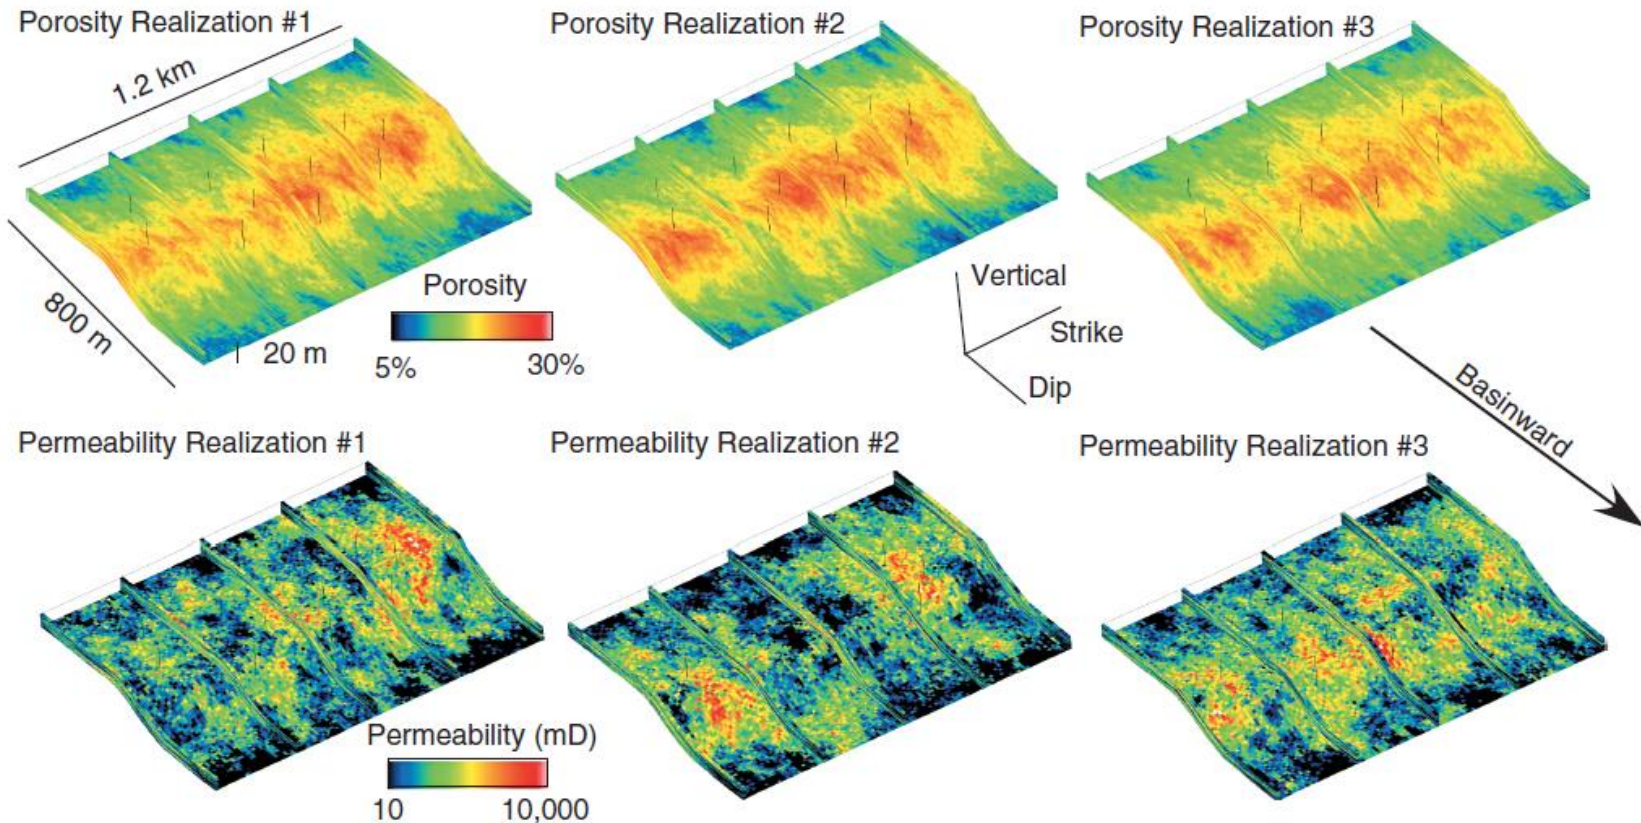 Porosity Realization #1
Porosity Realization #2
Porosity Realization #3
1.2 km
800 m
20 m
Porosity
5%
30%
Vertical
Strike
Dip
Basinward
Permeability Realization #1
Permeability Realization #2
Permeability Realization #3
Permeability (mD)
10
10,000